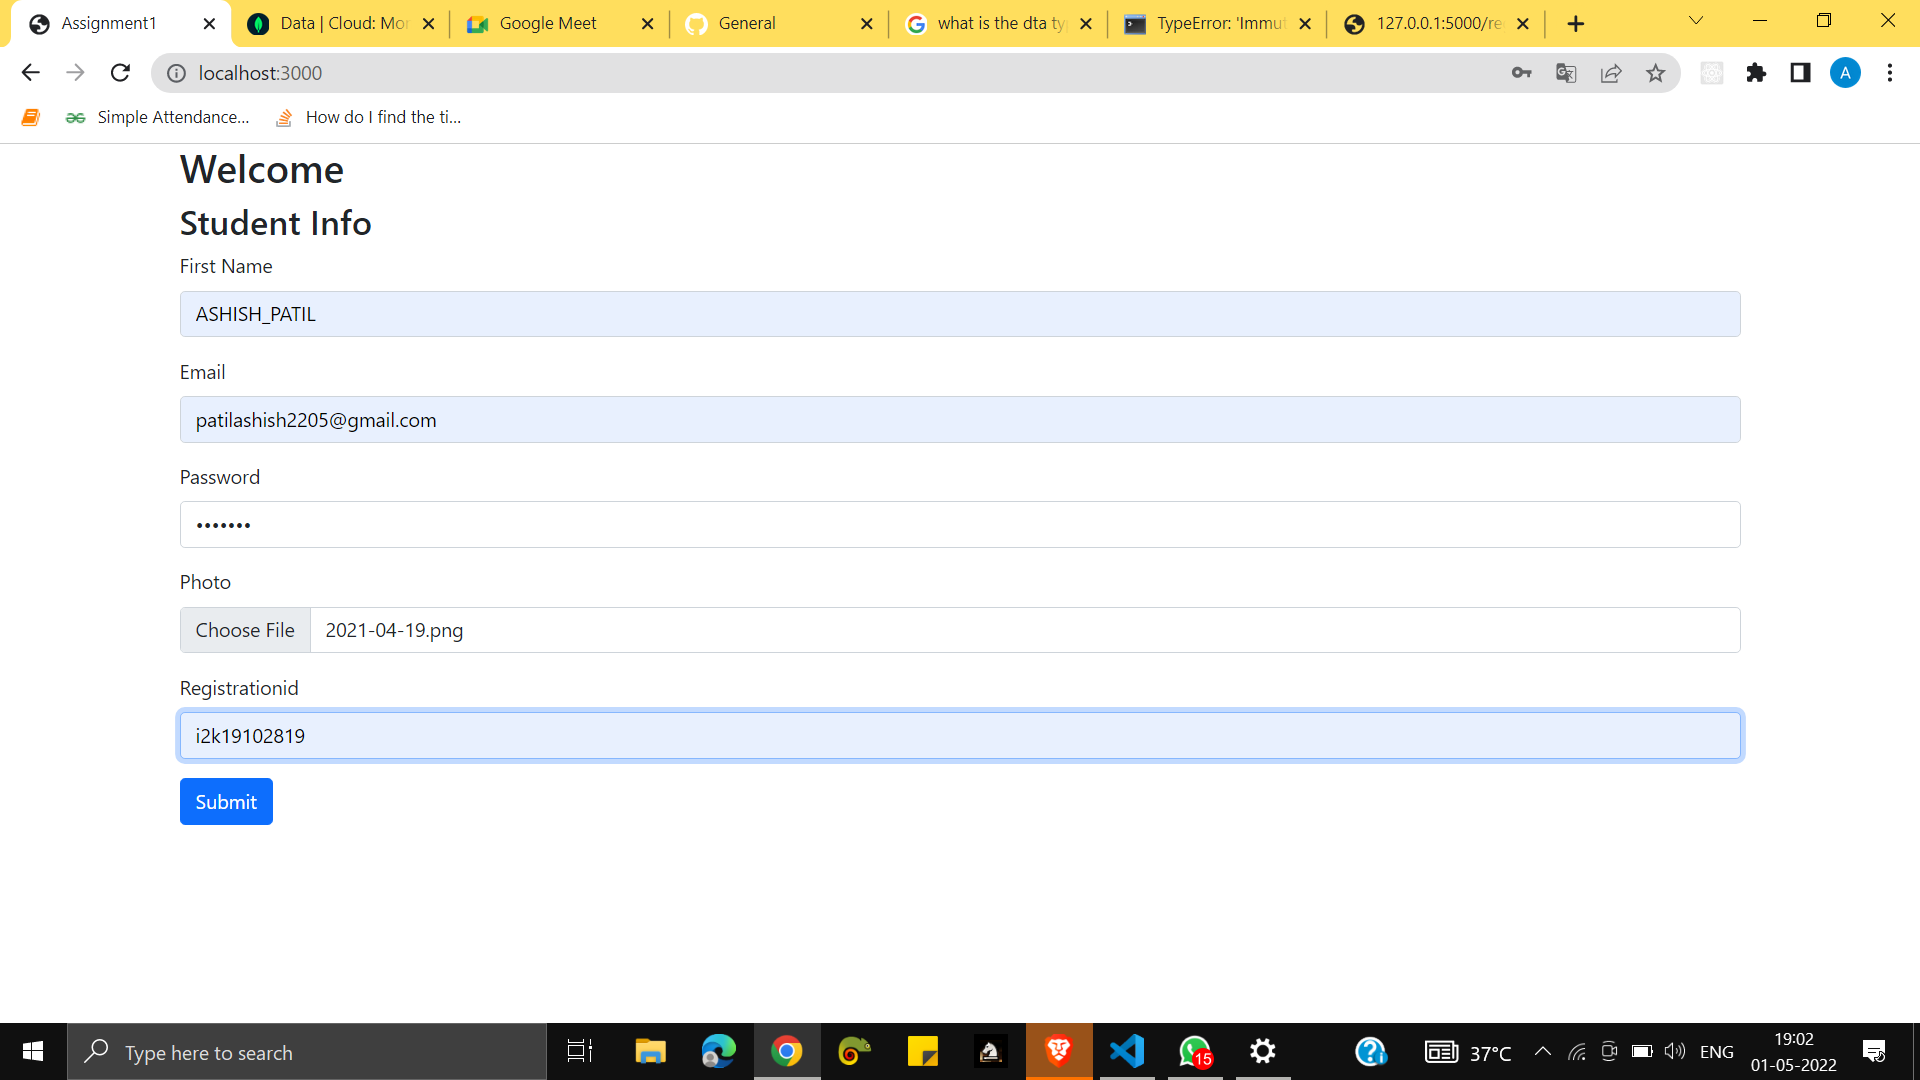 Assignment1
Data | Cloud: Mon
Google Meet
General
what is the dta ty
TypeError: 'Immut
127.0.0.1:5000/re
localhost:3000
A
Simple Attendance...
How do I find the ti...
Welcome
Student Info
First Name
ASHISH_PATIL
Email
patilashish2205@gmail.com
Password
•••••••
Photo
Choose File 2021-04-19.png
Registrationid
i2k19102819
Submit
Type here to search
15
37°C
ENG
19:02
01-05-2022